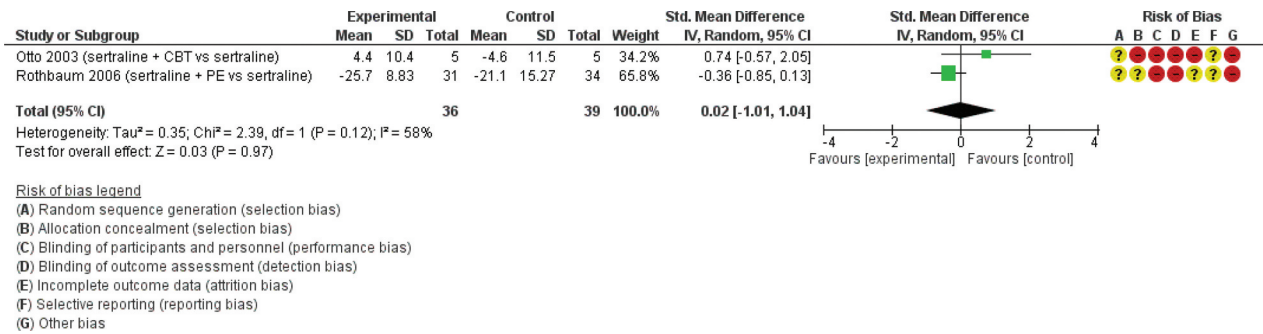 Experimental Control Std. Mean Difference Std. Mean Difference Risk of Bias
Study or Subgroup Mean SD Total Mean SD Total Weight IV, Random, 95% CI IV, Random, 95% CI A B C D E F G
Otto 2003 (sertraline + CBT vs sertraline) 4.4 10.4 5 -4.6 11.5 5 34.2% 0.74 [-0.57, 2.05] ? - - - - ? -
Rothbaum 2006 (sertraline + PE vs sertraline) -25.7 8.83 31 -21.1 15.27 34 65.8% -0.36 [-0.85, 0.13] ? ? - - ? ? -
Total (95% CI) 36 39 100.0% 0.02 [-1.01, 1.04]
Heterogeneity: Tau² = 0.35; Chi² = 2.39, df = 1 (P = 0.12); I² = 58%
Test for overall effect: Z = 0.03 (P = 0.97)
-4 -2 0 2 4
Favours [experimental] Favours [control]
Risk of bias legend
(A) Random sequence generation (selection bias)
(B) Allocation concealment (selection bias)
(C) Blinding of participants and personnel (performance bias)
(D) Blinding of outcome assessment (detection bias)
(E) Incomplete outcome data (attrition bias)
(F) Selective reporting (reporting bias)
(G) Other bias